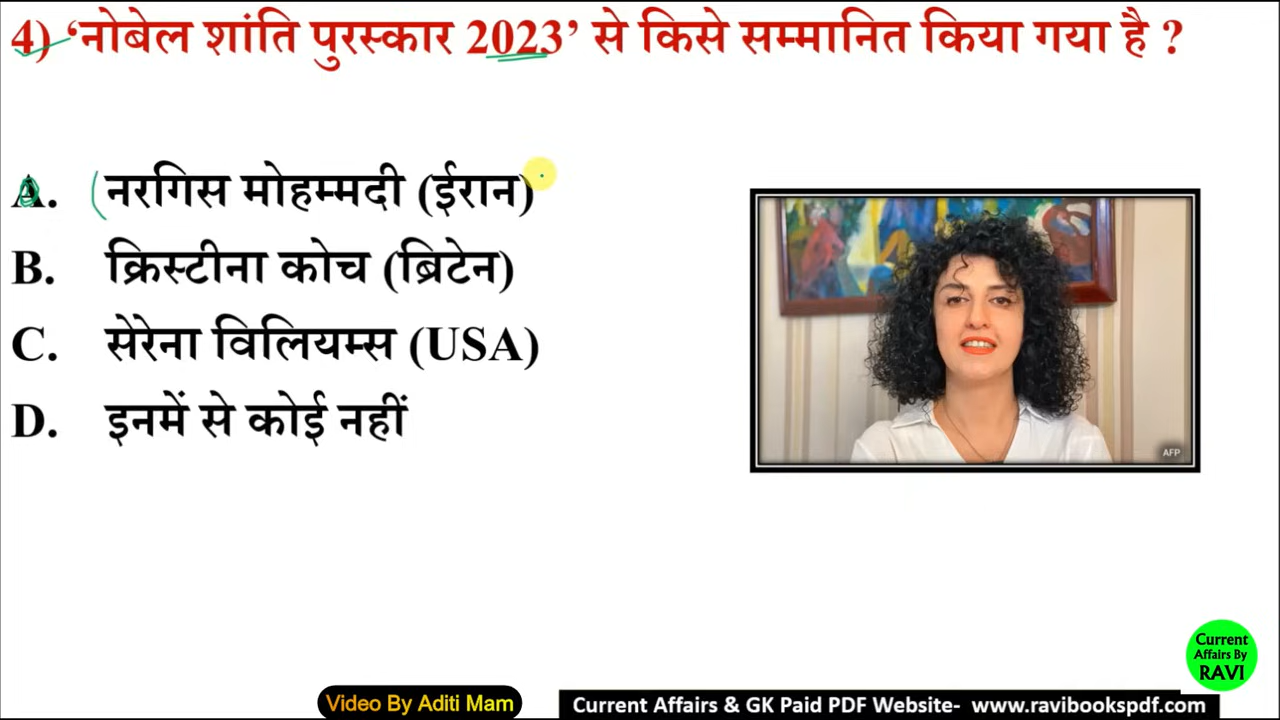 4) ‘नोबेल शांति पुरस्कार 2023’ से किसे सम्मानित किया गया है ?
A. नरगिस मोहम्मदी (ईरान)
B. क्रिस्टीना कोच (ब्रिटेन)
C. सेरेना विलियम्स (USA)
D. इनमें से कोई नहीं
AFP
Current
Affairs By
RAVI
Video By Aditi Mam
Current Affairs & GK Paid PDF Website- www.ravibookspdf.com